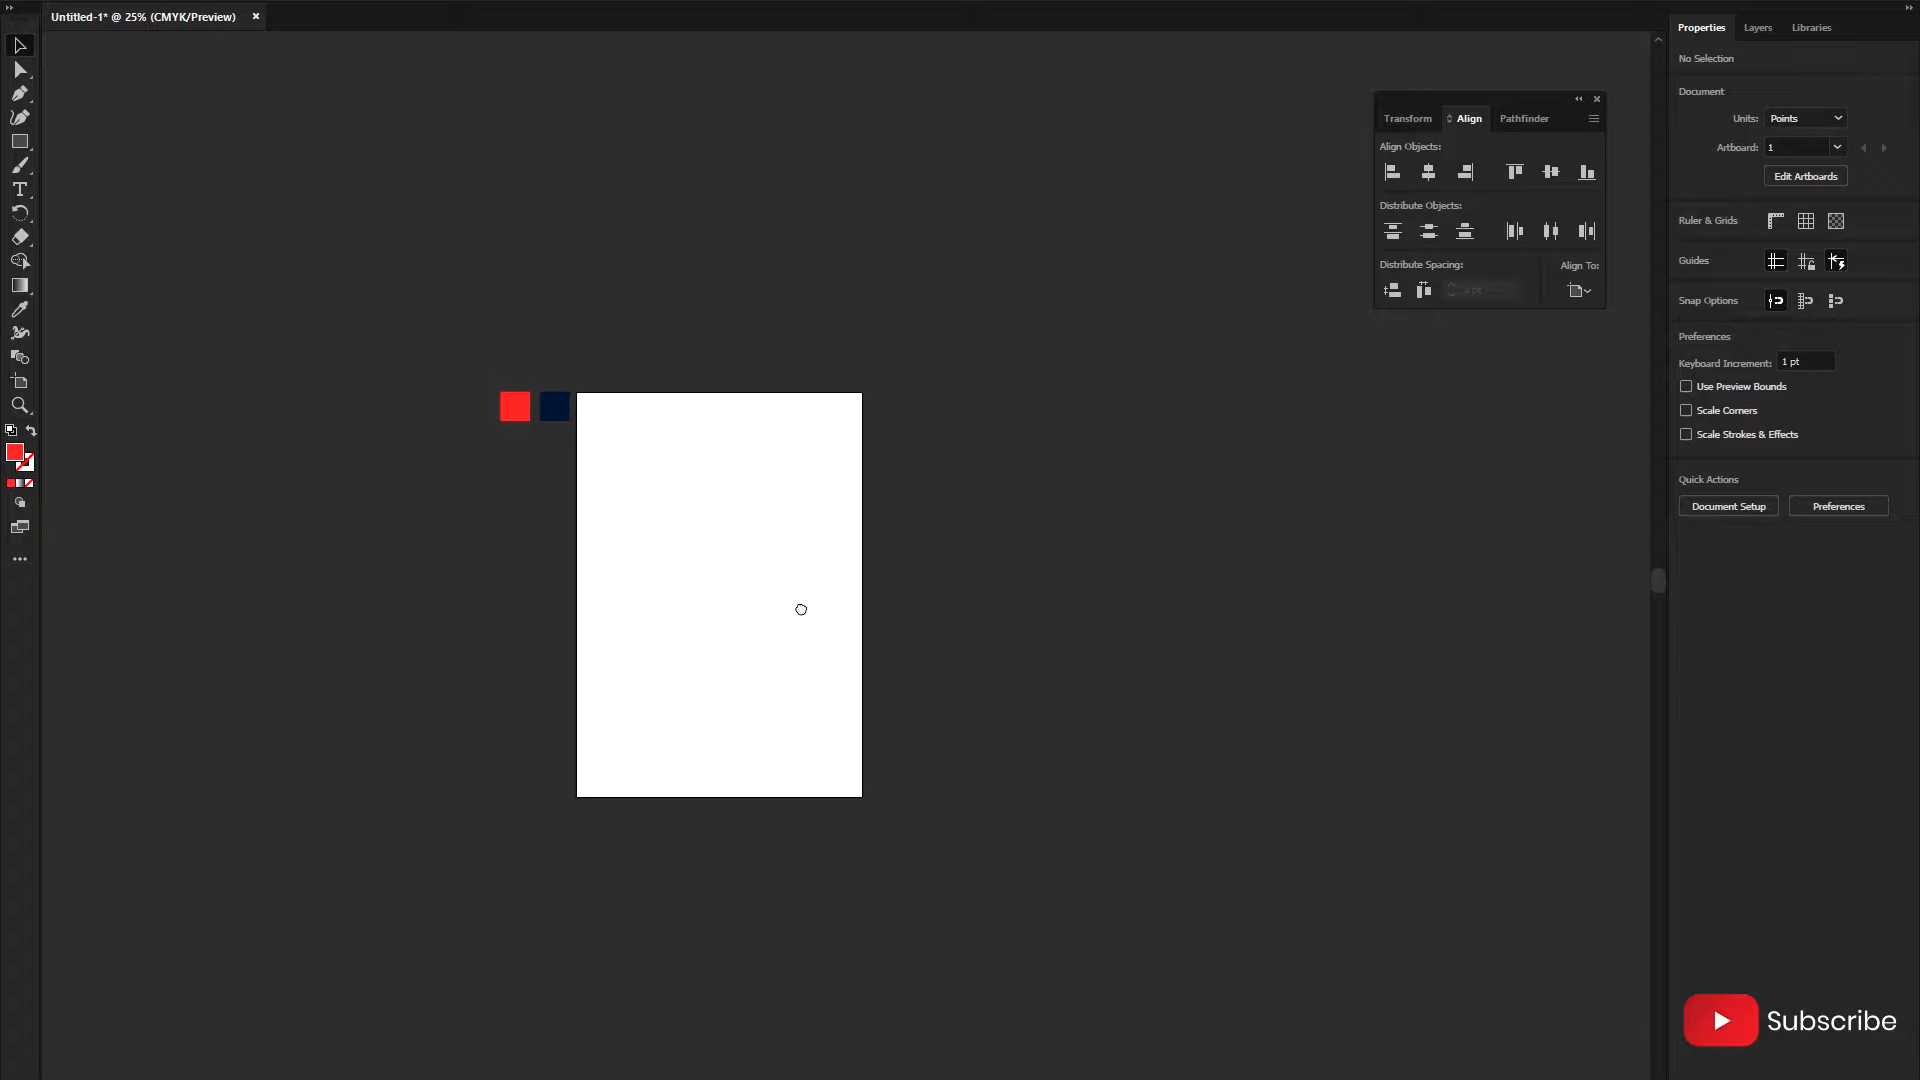 Untitled-1* @ 25% (CMYK/Preview)
Properties
Layers
Libraries
No Selection
Document
Units: Points
Artboard: 1
Edit Artboards
Ruler & Grids
Guides
Snap Options
Preferences
Keyboard Increment: 1 pt
Use Preview Bounds
Scale Corners
Scale Strokes & Effects
Quick Actions
Document Setup
Preferences
Transform
Align
Pathfinder
Align Objects:
Distribute Objects:
Distribute Spacing:
Align To:
Subscribe